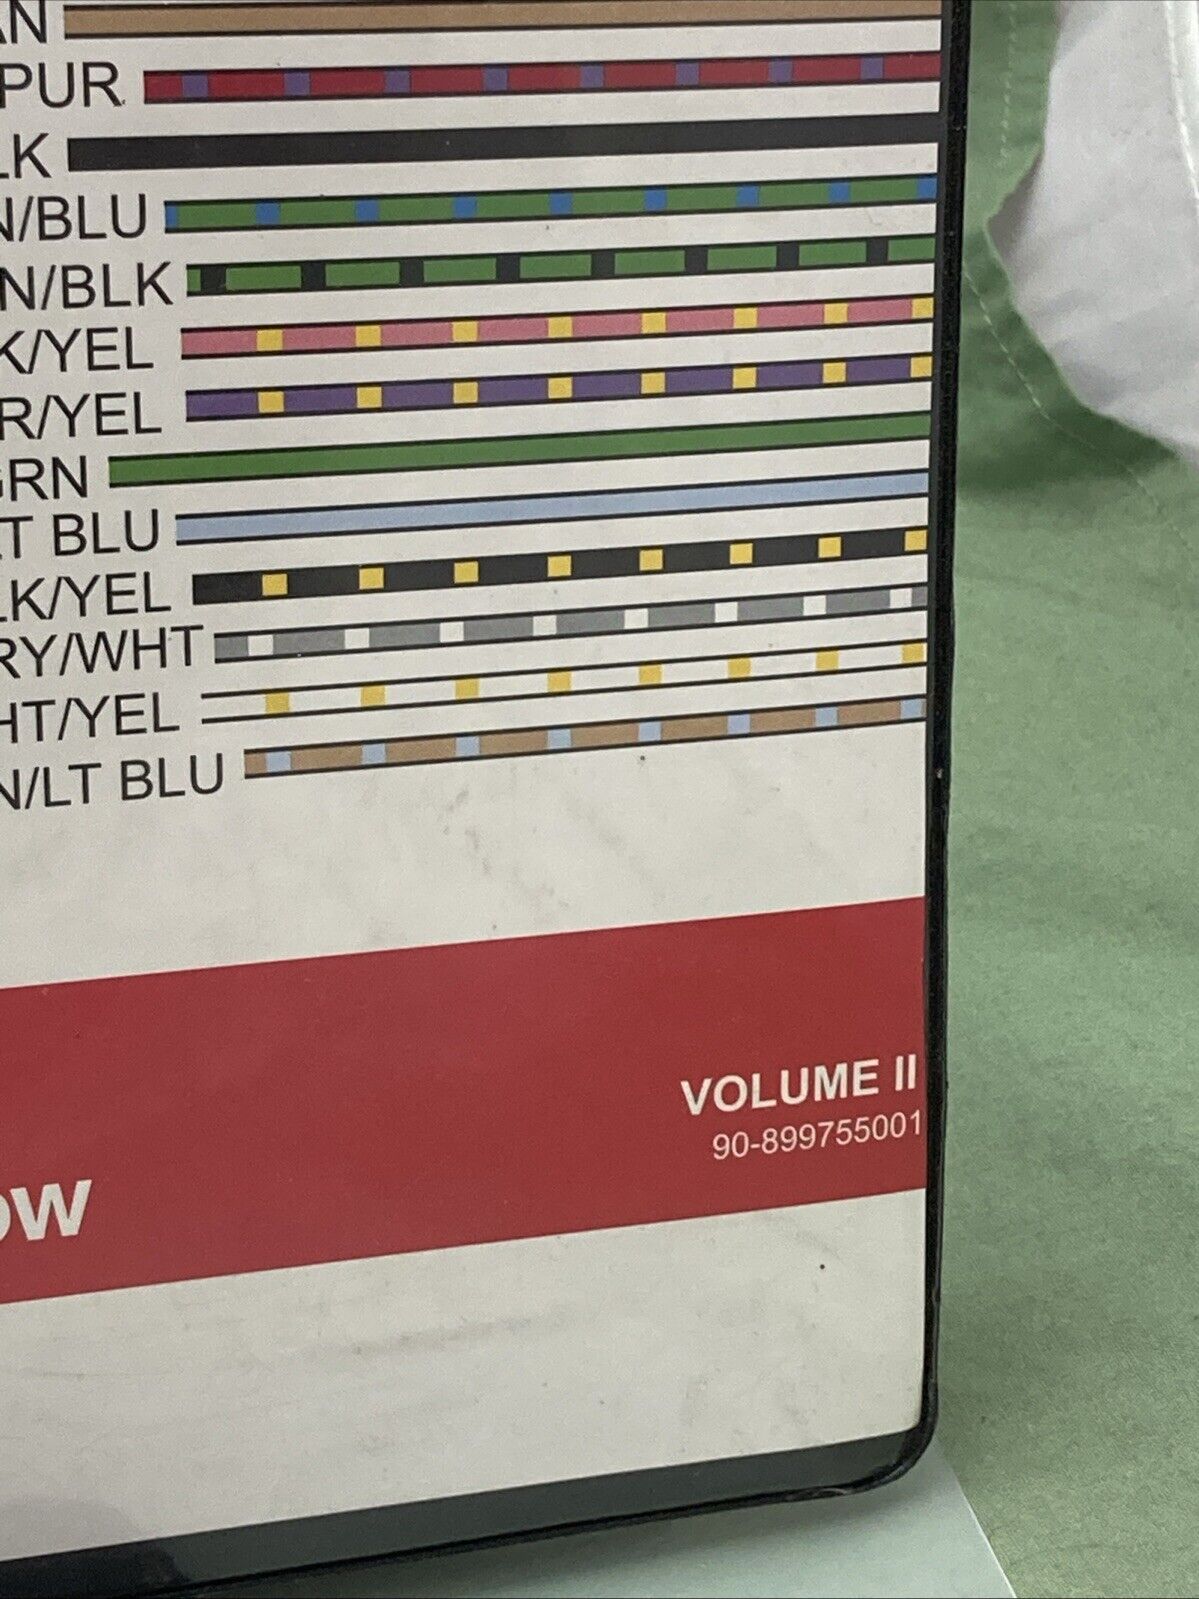 AN
PUR
LK
N/BLU
N/BLK
K/YEL
R/YEL
GRN
LT BLU
LK/YEL
RY/WHT
HT/YEL
N/LT BLU
VOLUME II
90-899755001
ow